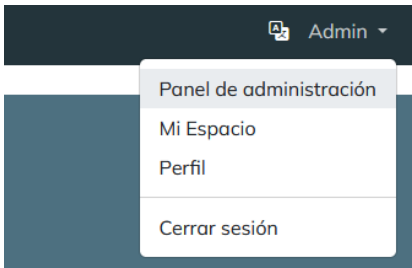 Admin
Panel de administración
Mi Espacio
Perfil
Cerrar sesión